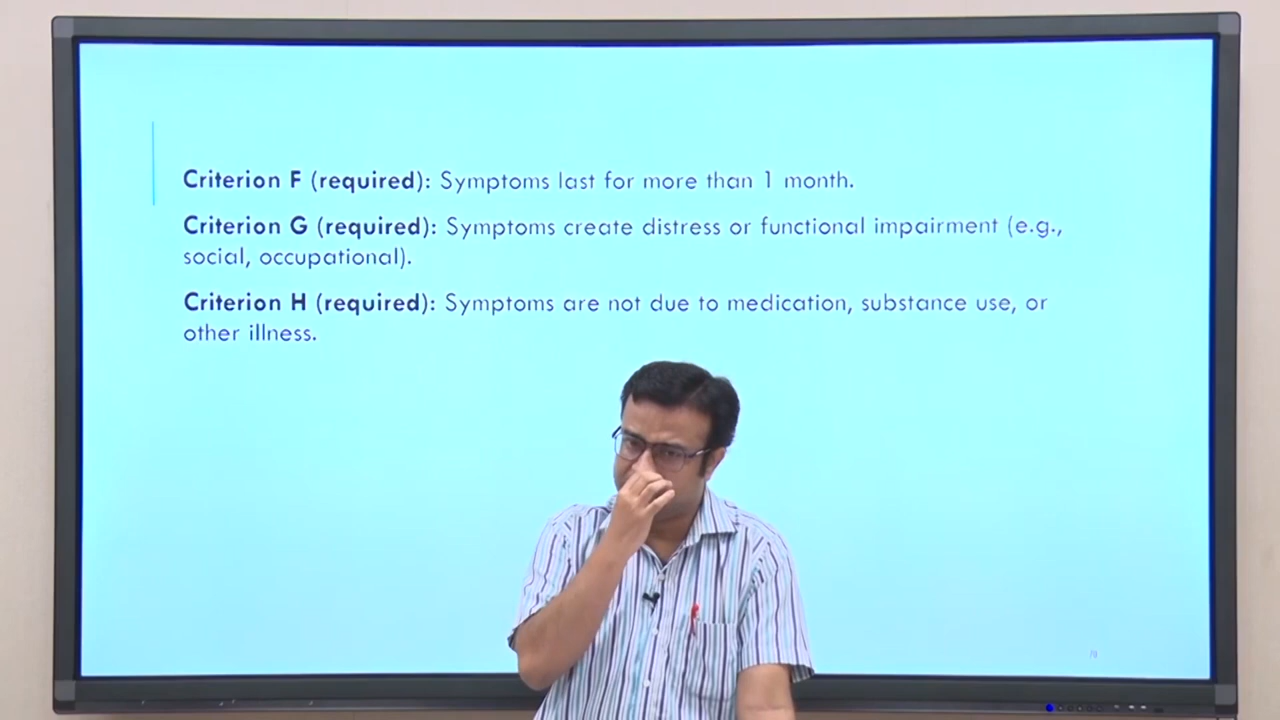 Criterion F (required): Symptoms last for more than 1 month.
Criterion G (required): Symptoms create distress or functional impairment (e.g.,
social, occupational).
Criterion H (required): Symptoms are not due to medication, substance use, or
other illness.